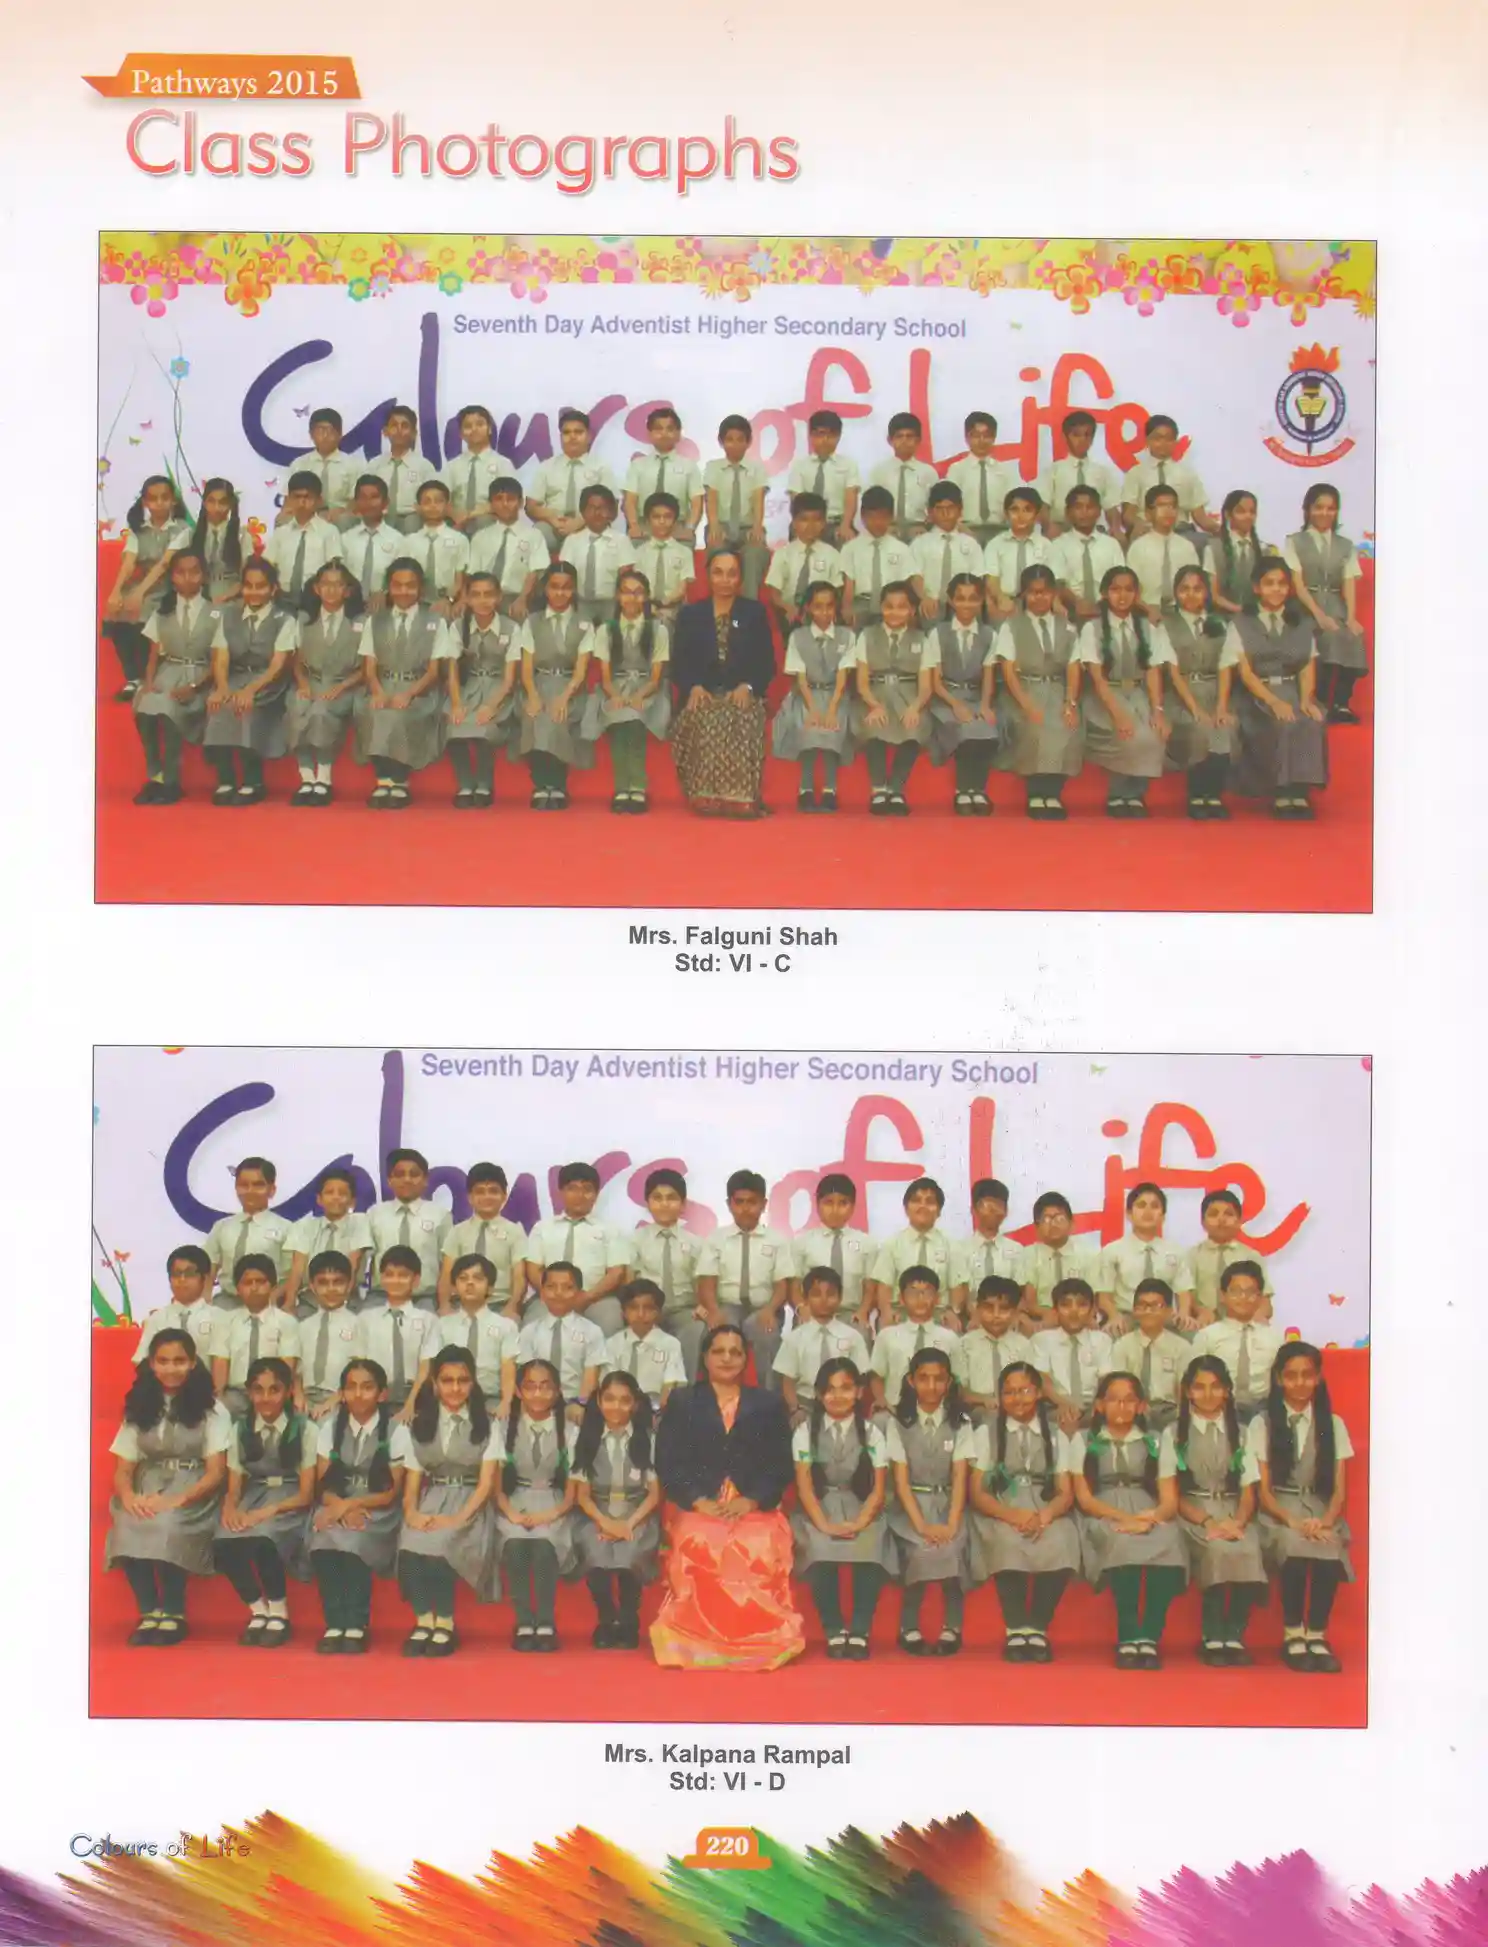 Pathways 2015
Class Photographs
Seventh Day Adventist Higher Secondary School
Colours of Life
Mrs. Falguni Shah
Std: VI - C
Seventh Day Adventist Higher Secondary School
Colours of Life
Mrs. Kalpana Rampal
Std: VI - D
Colours of Life
220